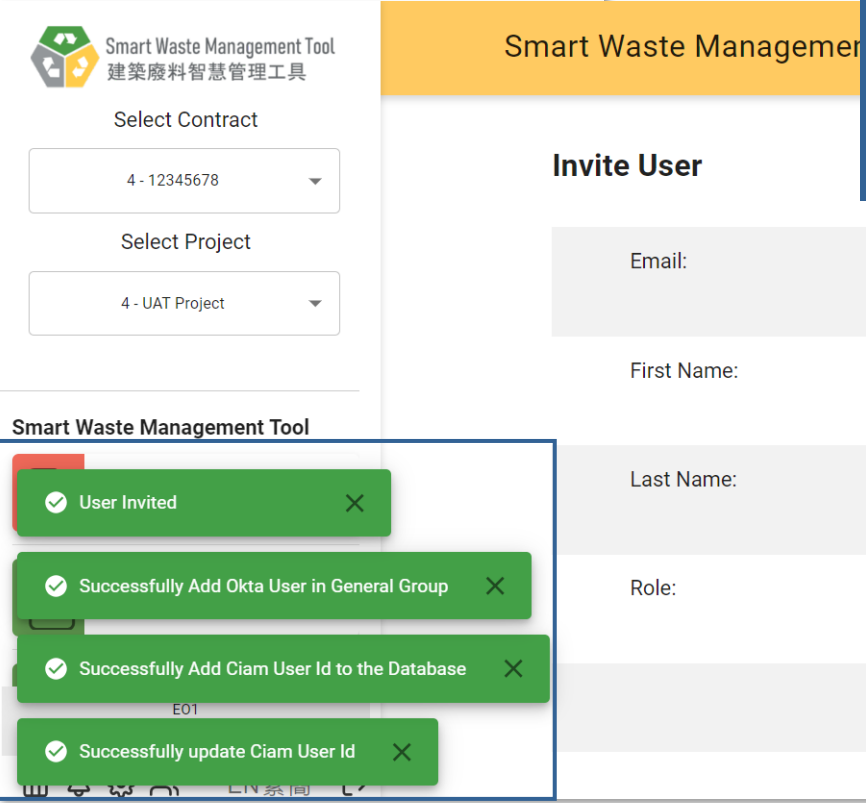 Smart Waste Management Tool
建築廢料智慧管理工具
Select Contract
4 - 12345678
Select Project
4 - UAT Project
Smart Waste Management Tool
User Invited
Successfully Add Okta User in General Group
Successfully Add Ciam User Id to the Database
EO1
Successfully update Ciam User Id
EN 繁 簡
Smart Waste Managemen
Invite User
Email:
First Name:
Last Name:
Role: